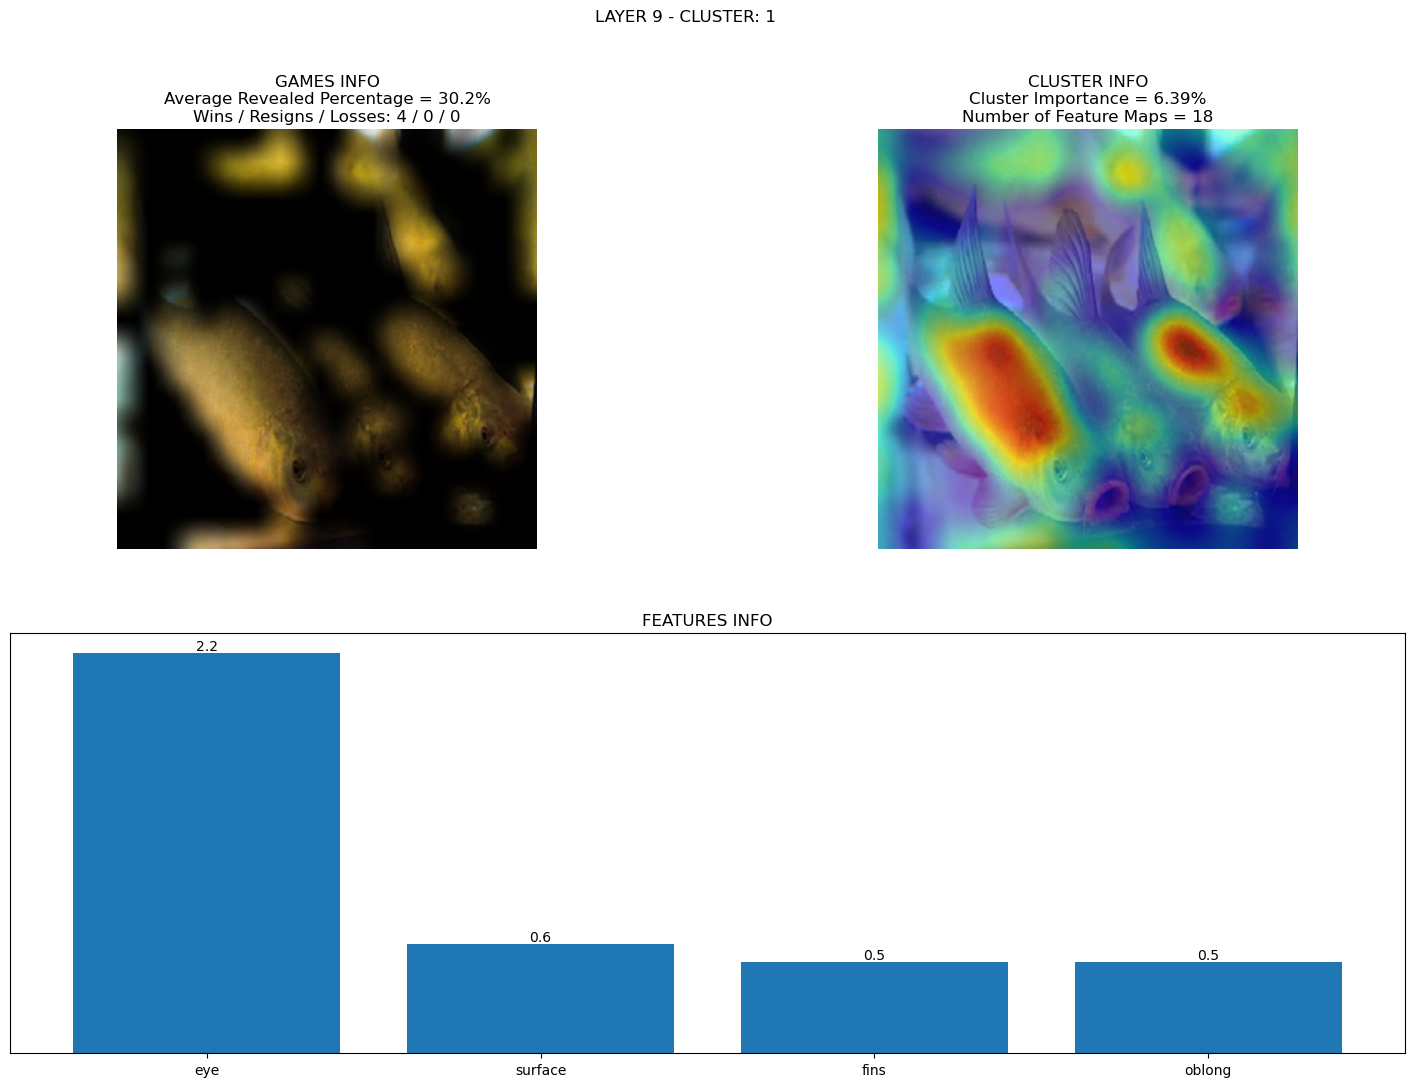 LAYER 9 - CLUSTER: 1
GAMES INFO
Average Revealed Percentage = 30.2%
Wins / Resigns / Losses: 4 / 0 / 0
CLUSTER INFO
Cluster Importance = 6.39%
Number of Feature Maps = 18
FEATURES INFO
2.2
0.6
0.5
0.5
eye
surface
fins
oblong